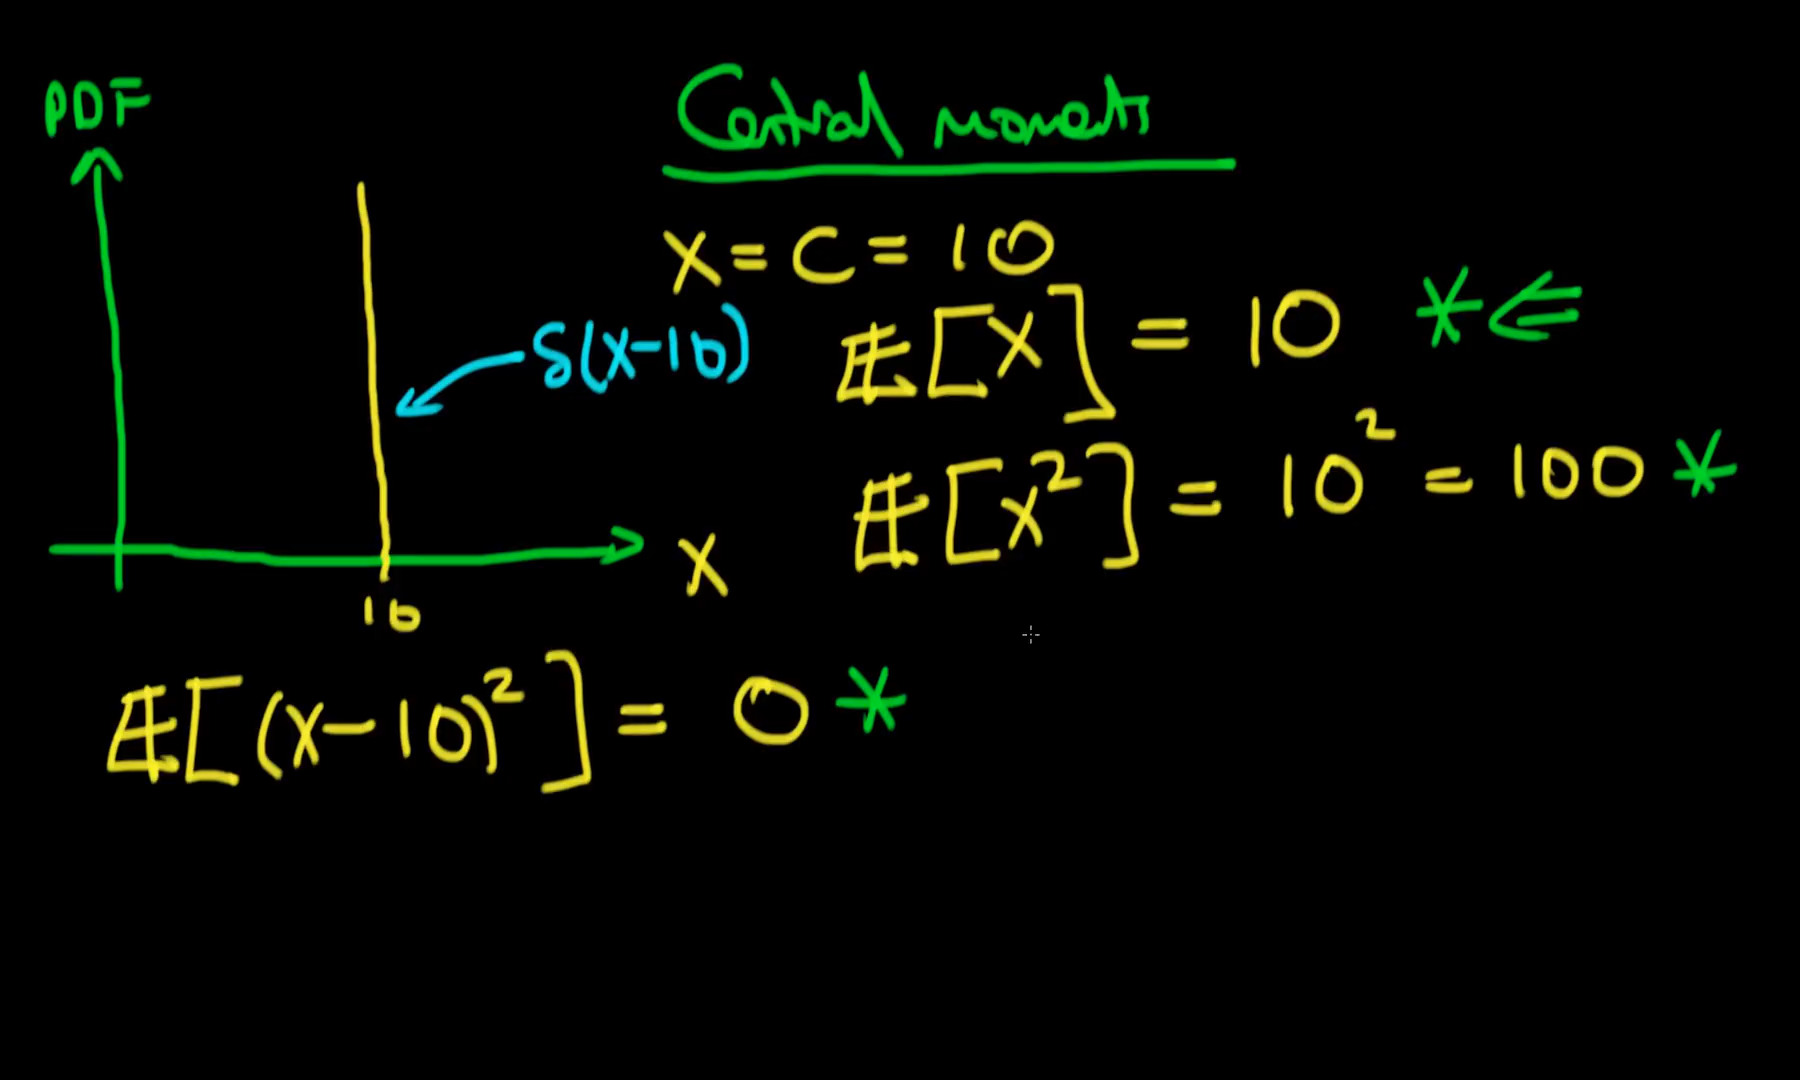 Central moments
PDF
X = C = 10
δ(x-10)
E[X] = 10 *⇐
E[x²] = 10² = 100 *
X
10
E[(x-10)²] = 0 *